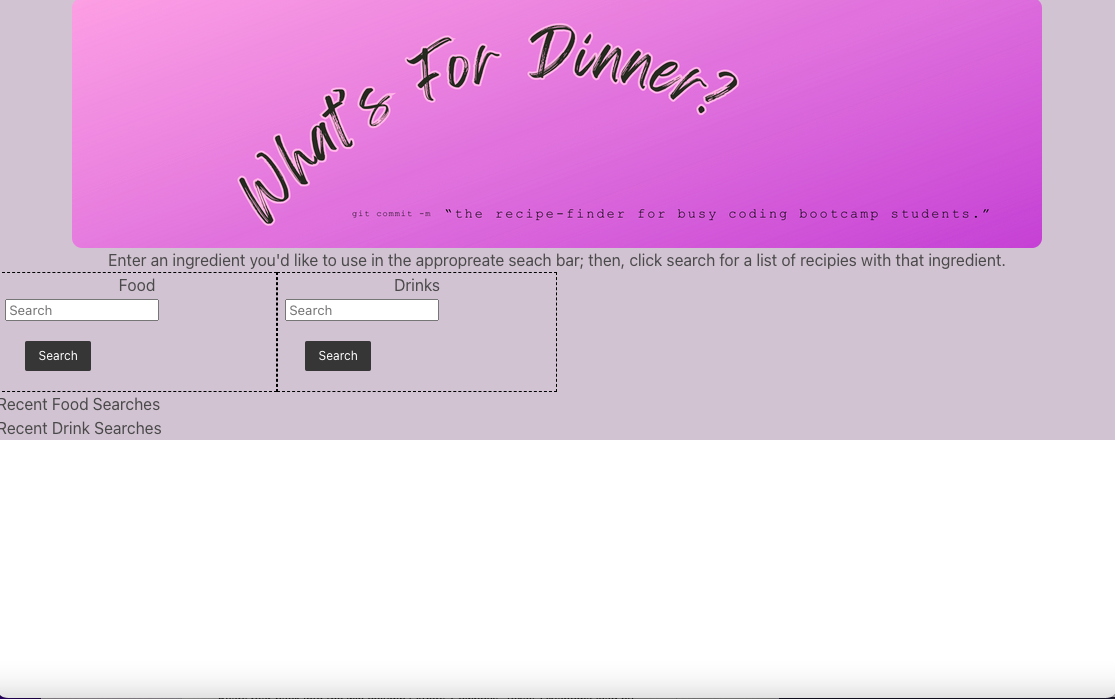 What's For Dinner?
git commit -m “the recipe-finder for busy coding bootcamp students.”
Enter an ingredient you'd like to use in the appropreate seach bar; then, click search for a list of recipies with that ingredient.
Food
Drinks
Search
Search
Search
Search
Recent Food Searches
Recent Drink Searches